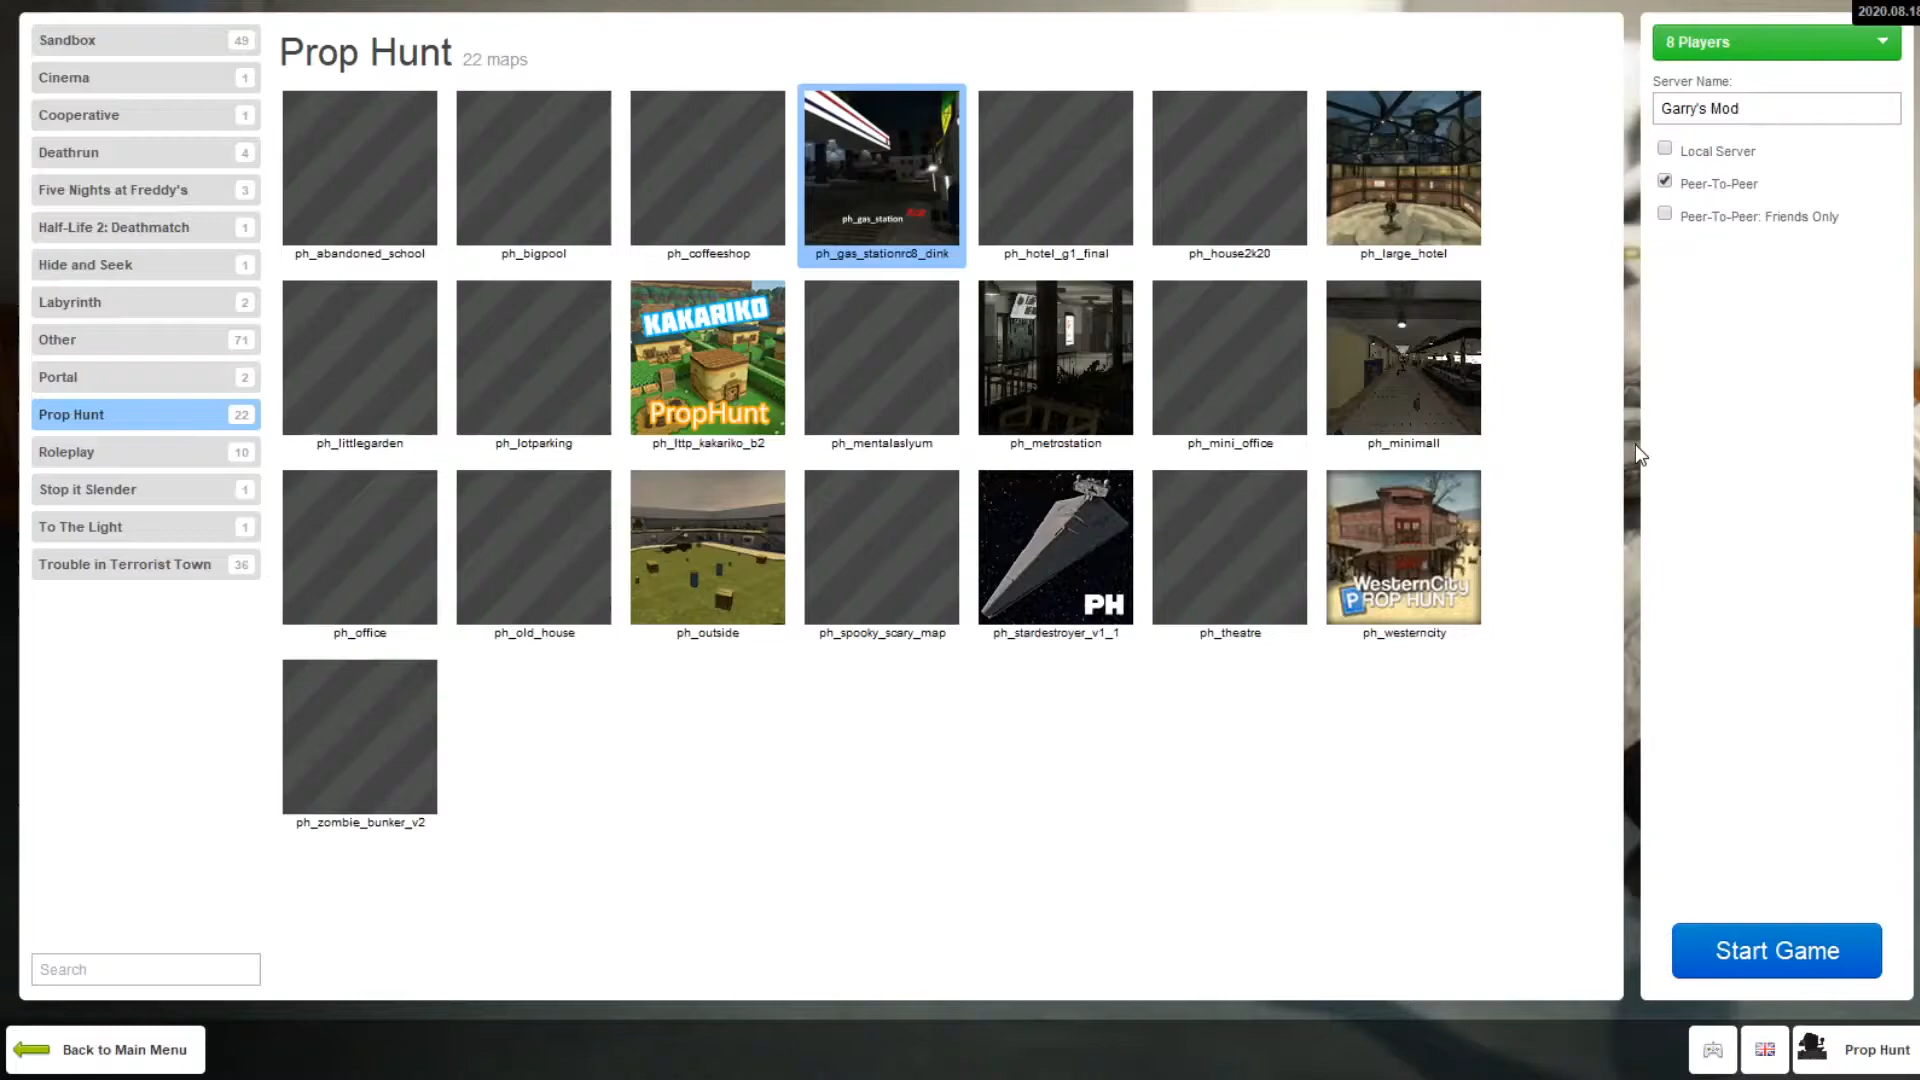 2020.08.18
Sandbox 49
Cinema 1
Cooperative 1
Deathrun 4
Five Nights at Freddy's 3
Half-Life 2: Deathmatch 1
Hide and Seek 1
Labyrinth 2
Other 71
Portal 2
Prop Hunt 22
Roleplay 10
Stop it Slender 1
To The Light 1
Trouble in Terrorist Town 36
Search
Prop Hunt 22 maps
ph_gas_station
ph_abandoned_school
ph_bigpool
ph_coffeeshop
ph_gas_stationrc8_dink
ph_hotel_g1_final
ph_house2k20
ph_large_hotel
KAKARIKO
PropHunt
ph_littlegarden
ph_lotparking
ph_lttp_kakariko_b2
ph_mentalaslyum
ph_metrostation
ph_mini_office
ph_minimall
PH
WesternCity
PROP HUNT
ph_office
ph_old_house
ph_outside
ph_spooky_scary_map
ph_stardestroyer_v1_1
ph_theatre
ph_westerncity
ph_zombie_bunker_v2
8 Players
Server Name:
Garry's Mod
Local Server
Peer-To-Peer
Peer-To-Peer: Friends Only
Start Game
Back to Main Menu
Prop Hunt